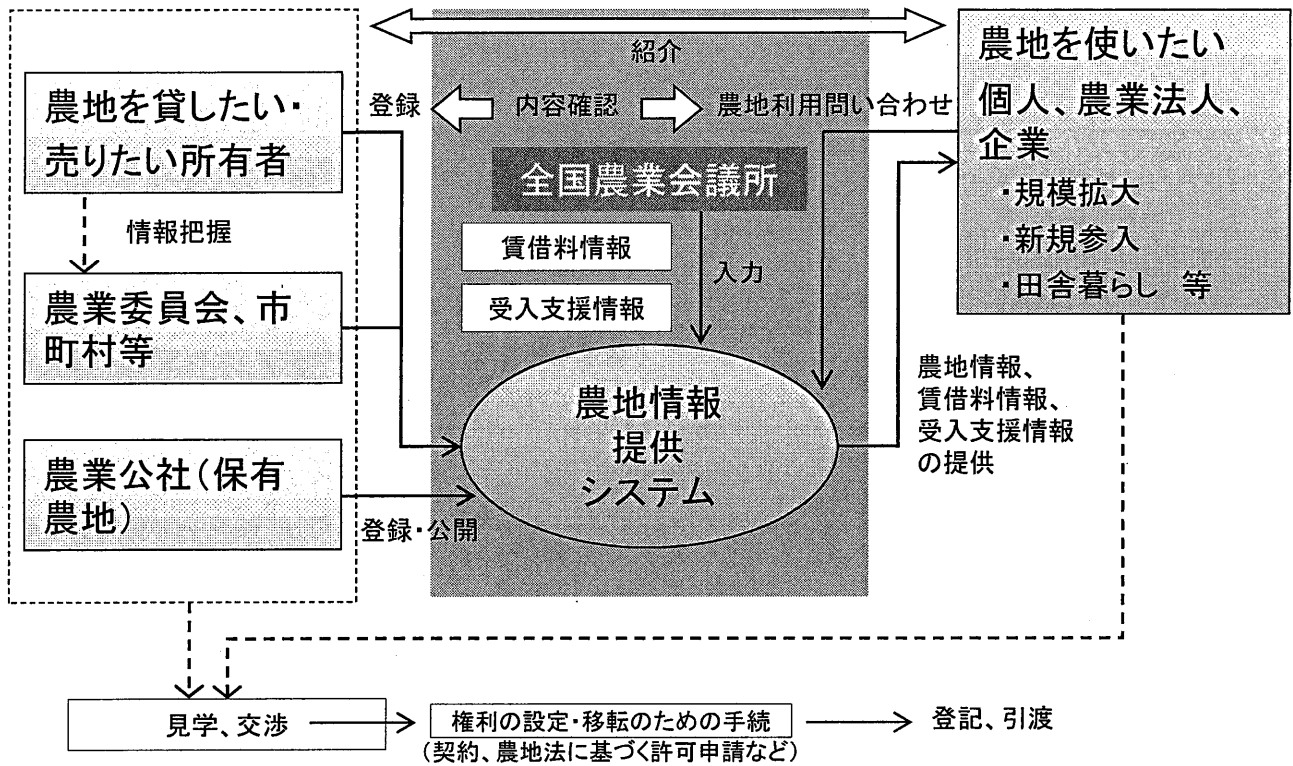 紹介
農地を貸したい・
売りたい所有者
登録
内容確認
農地利用問い合わせ
農地を使いたい
個人、農業法人、
企業
・規模拡大
・新規参入
・田舎暮らし 等
全国農業会議所
情報把握
賃借料情報
入力
受入支援情報
農業委員会、市
町村等
農地情報
提供
システム
農地情報、
賃借料情報、
受入支援情報
の提供
農業公社(保有
農地)
登録・公開
見学、交渉
権利の設定・移転のための手続
(契約、農地法に基づく許可申請など)
登記、引渡